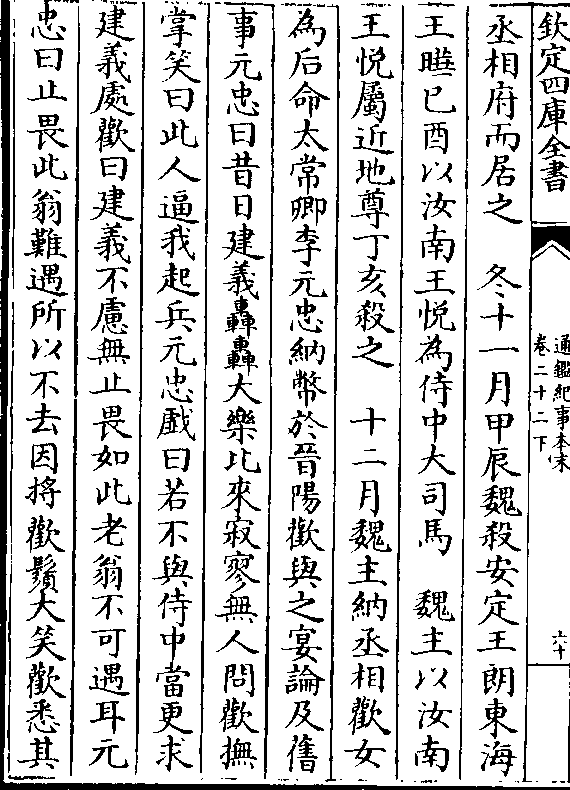 欽定四庫全書
通鑑紀事本末
卷二十二下
六十
丞相府而居之　冬十一月甲辰魏殺安定王朗東海
王曄己酉以汝南王悅為侍中大司馬　魏主以汝南
王悅屬近地尊丁亥殺之　十二月魏主納丞相歡女
為后命太常卿李元忠納幣於晉陽歡與之宴論及舊
事元忠曰昔日建義轟轟大樂比來寂寥無人問歡撫
掌笑曰此人逼我起兵元忠戲曰若不與侍中當更求
建義處歡曰建義不慮無止畏如此老翁不可遇耳元
忠曰止畏此翁難遇所以不去因捋歡鬚大笑歡悉其